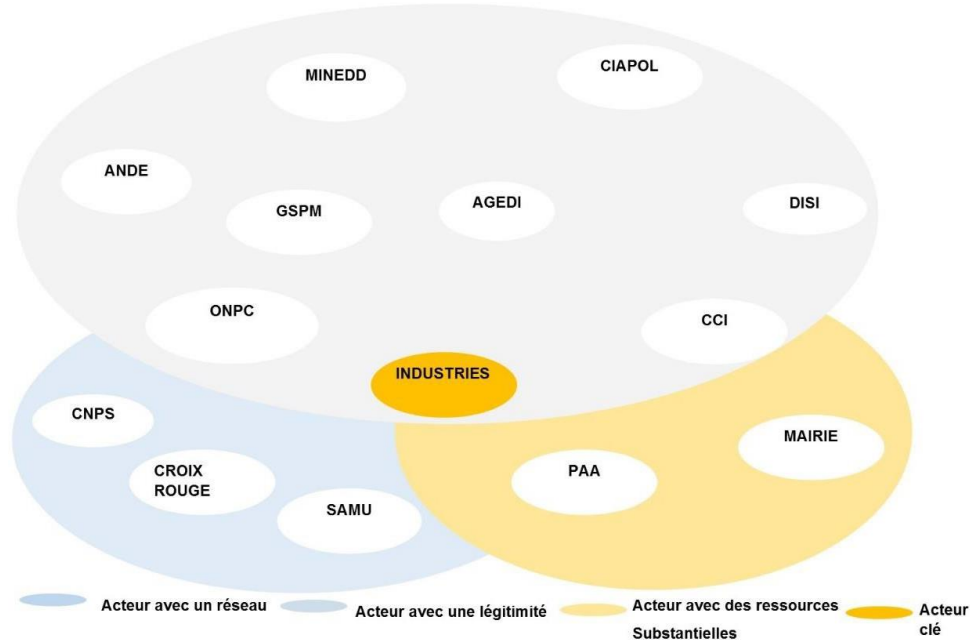 MINEDD
CIAPOL
ANDE
GSPM
AGEDI
DISI
ONPC
CCI
INDUSTRIES
CNPS
MAIRIE
CROIX
ROUGE
PAA
SAMU
Acteur avec un réseau
Acteur avec une légitimité
Acteur avec des ressources
Substantielles
Acteur
clé